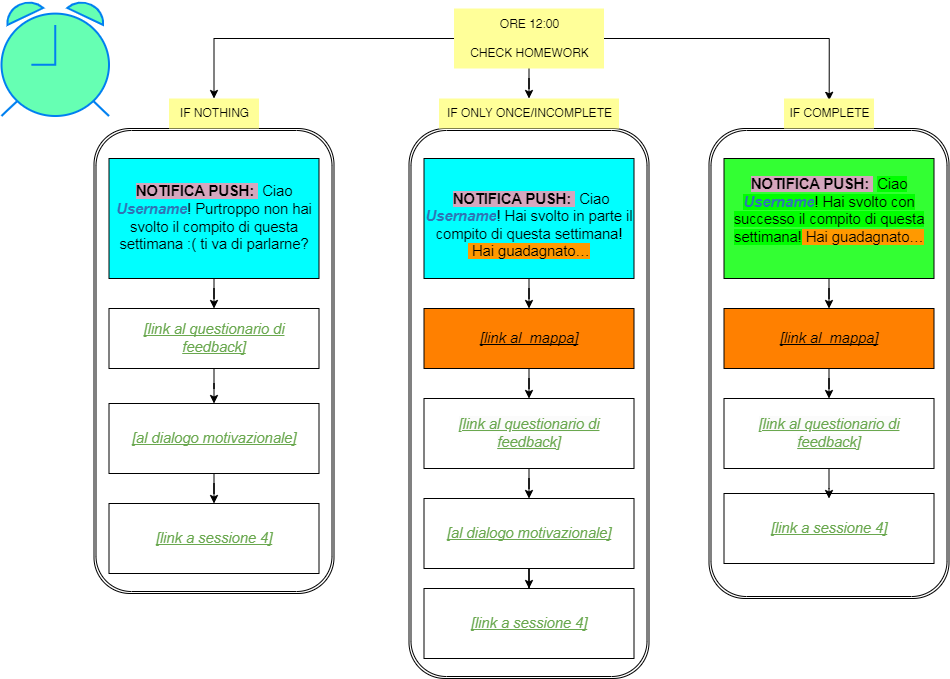 ORE 12:00
CHECK HOMEWORK
IF NOTHING
NOTIFICA PUSH: Ciao
Username! Purtroppo non hai
svolto il compito di questa
settimana :( ti va di parlarne?
[link al questionario di
feedback]
[al dialogo motivazionale]
[link a sessione 4]
IF ONLY ONCE/INCOMPLETE
NOTIFICA PUSH: Ciao
Username! Hai svolto in parte il
compito di questa settimana!
Hai guadagnato...
[link al mappa]
[link al questionario di
feedback]
[al dialogo motivazionale]
[link a sessione 4]
IF COMPLETE
NOTIFICA PUSH: Ciao
Username! Hai svolto con
successo il compito di questa
settimana! Hai guadagnato...
[link al mappa]
[link al questionario di
feedback]
[link a sessione 4]